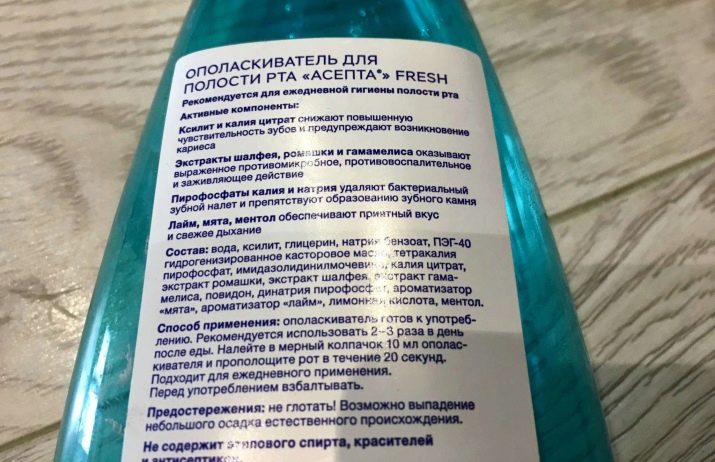 ОПОЛАСКИВАТЕЛЬ ДЛЯ
ПОЛОСТИ РТА «АСЕПТА®» FRESH
Рекомендуется для ежедневной гигиены полости рта
Активные компоненты:
Ксилит и калия цитрат снижают повышенную
чувствительность зубов и предупреждают возникновение
кариеса
Экстракты шалфея, ромашки и гамамелиса оказывают
выраженное противомикробное, противовоспалительное
и заживляющее действие
Пирофосфаты калия и натрия удаляют бактериальный
зубной налет и препятствуют образованию зубного камня
Лайм, мята, ментол обеспечивают приятный вкус
и свежее дыхание
Состав: вода, ксилит, глицерин, натрия бензоат, ПЭГ-40
гидрогенизированное касторовое масло, тетракалия
пирофосфат, имидазолидинилмочевина, калия цитрат,
экстракт ромашки, экстракт шалфея, экстракт гама-
мелиса, повидон, динатрия пирофосфат, ароматизатор
«мята», ароматизатор «лайм», лимонная кислота, ментол.
Способ применения: ополаскиватель готов к употреб-
лению. Рекомендуется использовать 2–3 раза в день
после еды. Налейте в мерный колпачок 10 мл опола-
кивателя и прополощите рот в течение 20 секунд.
Подходит для ежедневного применения.
Перед употреблением взбалтывать.
Предостережения: не глотать! Возможно выпадение
небольшого осадка естественного происхождения.
Не содержит этилового спирта, красителей
и антисептиков.